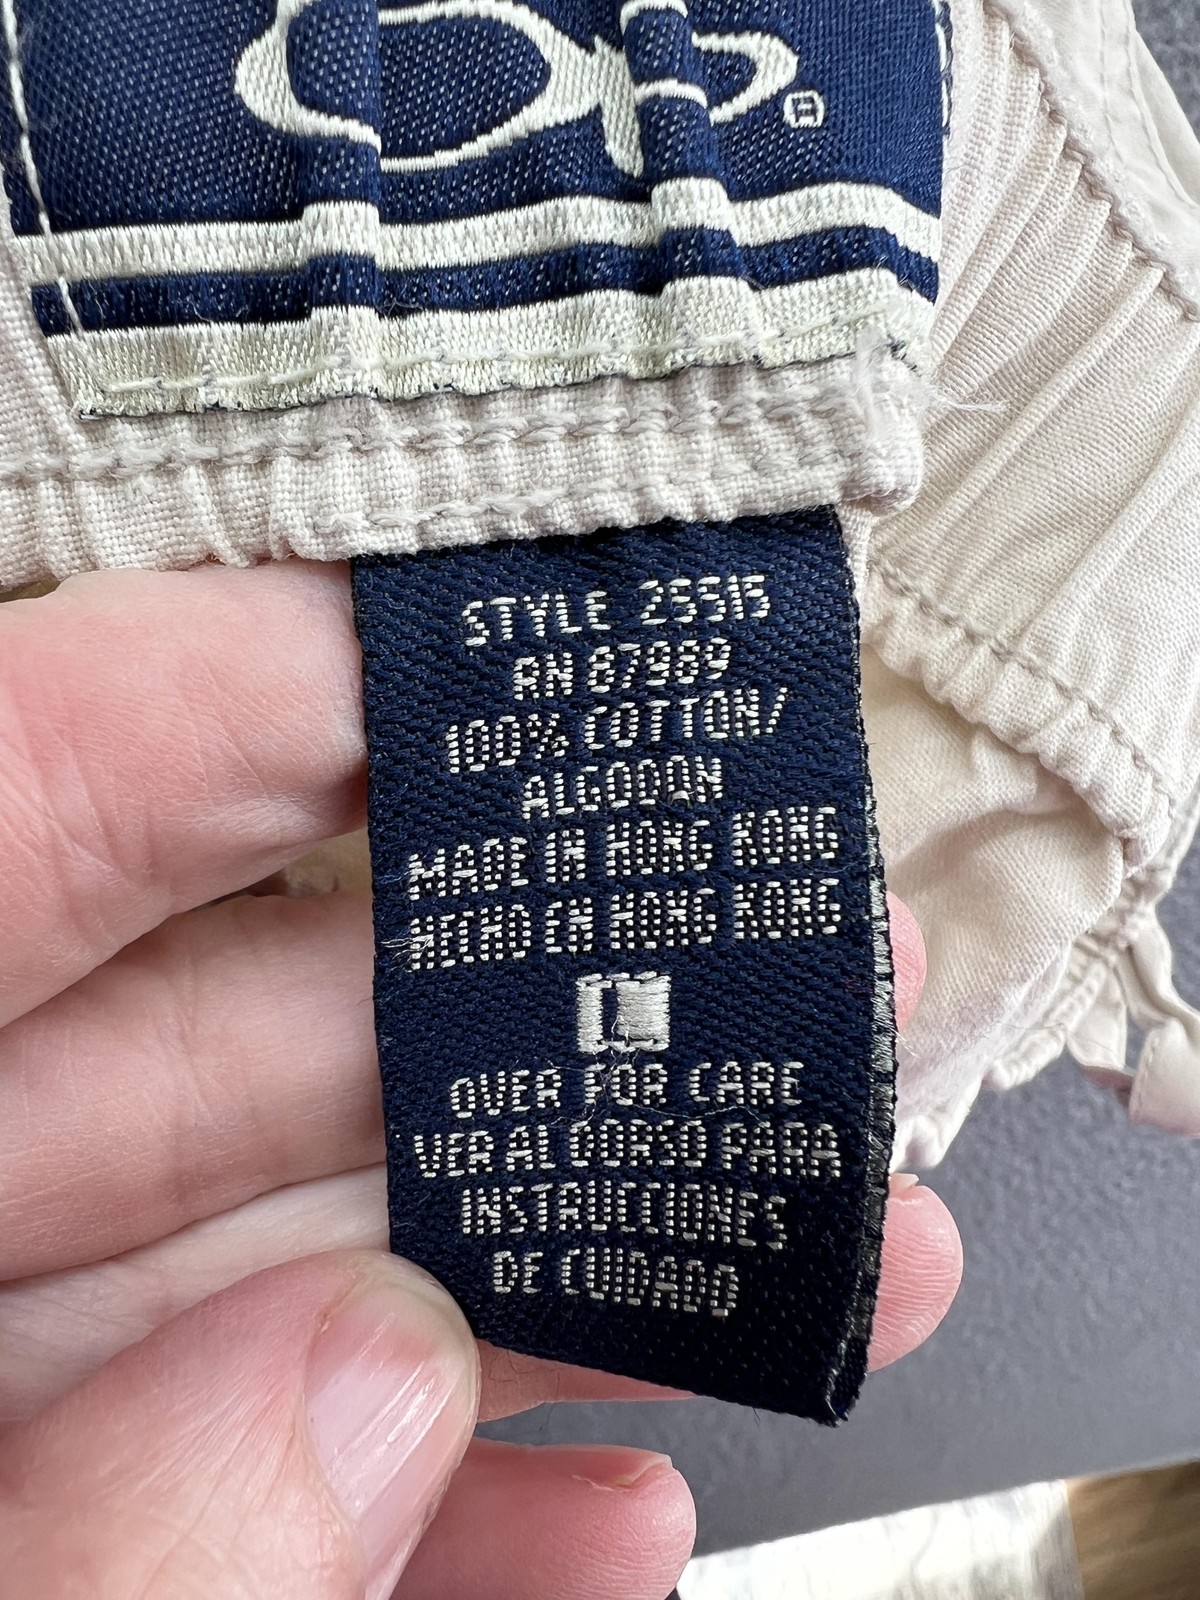 Op®
STYLE 25515
RN 87989
100% COTTON/
ALGODON
MADE IN HONG KONG
HECHO EN HONG KONG
L
OVER FOR CARE
VER AL DORSO PARA
INSTRUCCIONES
DE CUIDADO